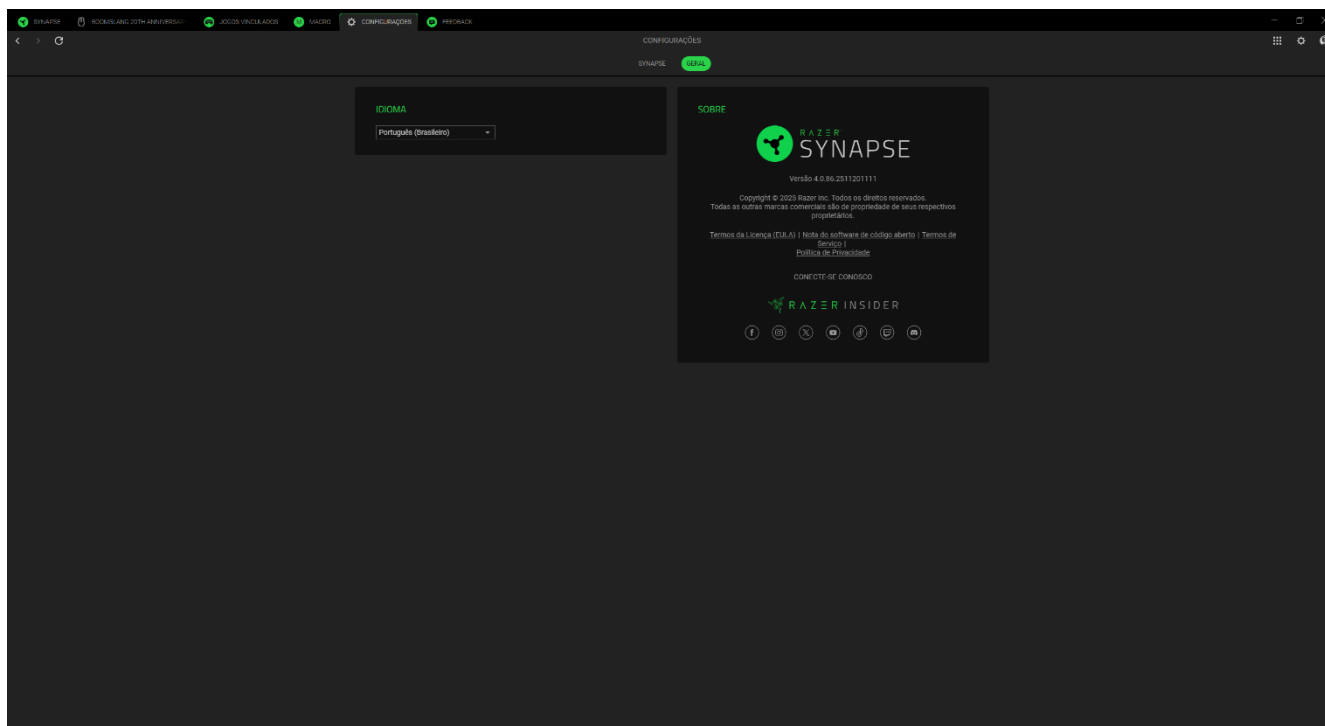 SYNAPSE
BOOMSLANG 20TH ANNIVERSARY
JOGOS VINCULADOS
MACRO
CONFIGURAÇÕES
FEEDBACK
CONFIGURAÇÕES
SYNAPSE
GERAL
IDIOMA
Português (Brasileiro)
SOBRE
RAZER
SYNAPSE
Versão 4.0.86.2511201111
Copyright © 2025 Razer Inc. Todos os direitos reservados.
Todas as outras marcas comerciais são de propriedade de seus respectivos
proprietários.
Termos da Licença (EULA) | Nota do software de código aberto | Termos de
Serviço |
Política de Privacidade
CONECTE-SE CONOSCO
RAZER INSIDER